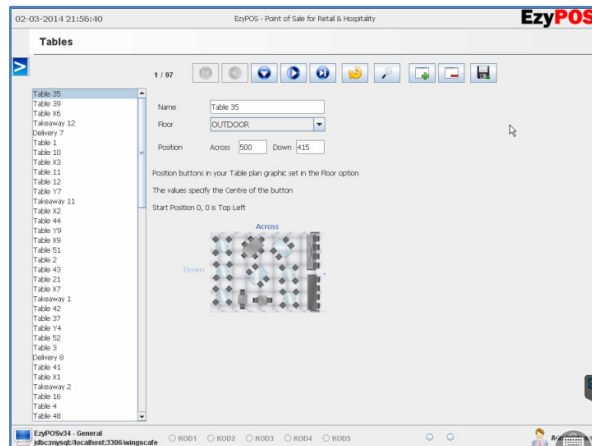 02-03-2014 21:56:40
EzyPOS - Point of Sale for Retail & Hospitality
EzyPOS
Tables
>
1 / 97
Table 35
Table 39
Table X6
Takeaway 12
Delivery 7
Table 1
Table 10
Table X3
Table 11
Table 12
Table Y7
Takeaway 11
Table X2
Table 44
Table Y9
Table X9
Table 51
Table 2
Table 43
Table 21
Table X7
Takeaway 1
Table 42
Table 37
Table Y4
Table 52
Table 3
Delivery 8
Table 41
Table X1
Takeaway 2
Table 16
Table 4
Table 48
Name Table 35
Floor OUTDOOR
Position Across 500 Down 415
Position buttons in your Table plan graphic set in the Floor option
The values specify the Centre of the button
Start Position 0, 0 is Top Left
Across
Down
EzyPOSv34 - General
jdbc:mysql://localhost:3306/wingscafe
KOD1 KOD2 KOD3 KOD4 KOD5